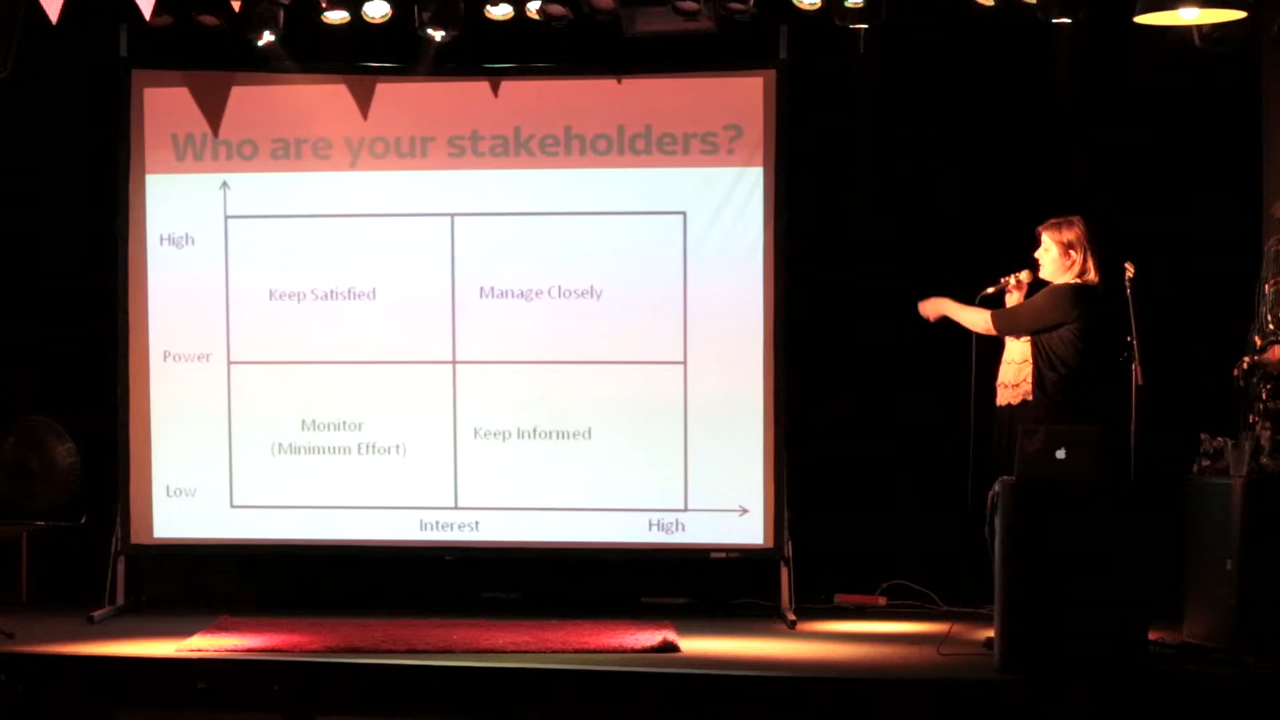 Who are your stakeholders?
High
Keep Satisfied
Manage Closely
Power
Monitor
(Minimum Effort)
Keep Informed
Low
Interest
High